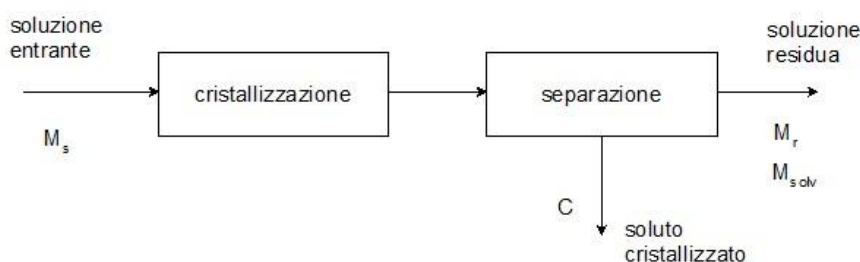 soluzione
entrante
M_s
cristallizzazione
separazione
soluzione
residua
M_r
M_solv
C
soluto
cristallizzato